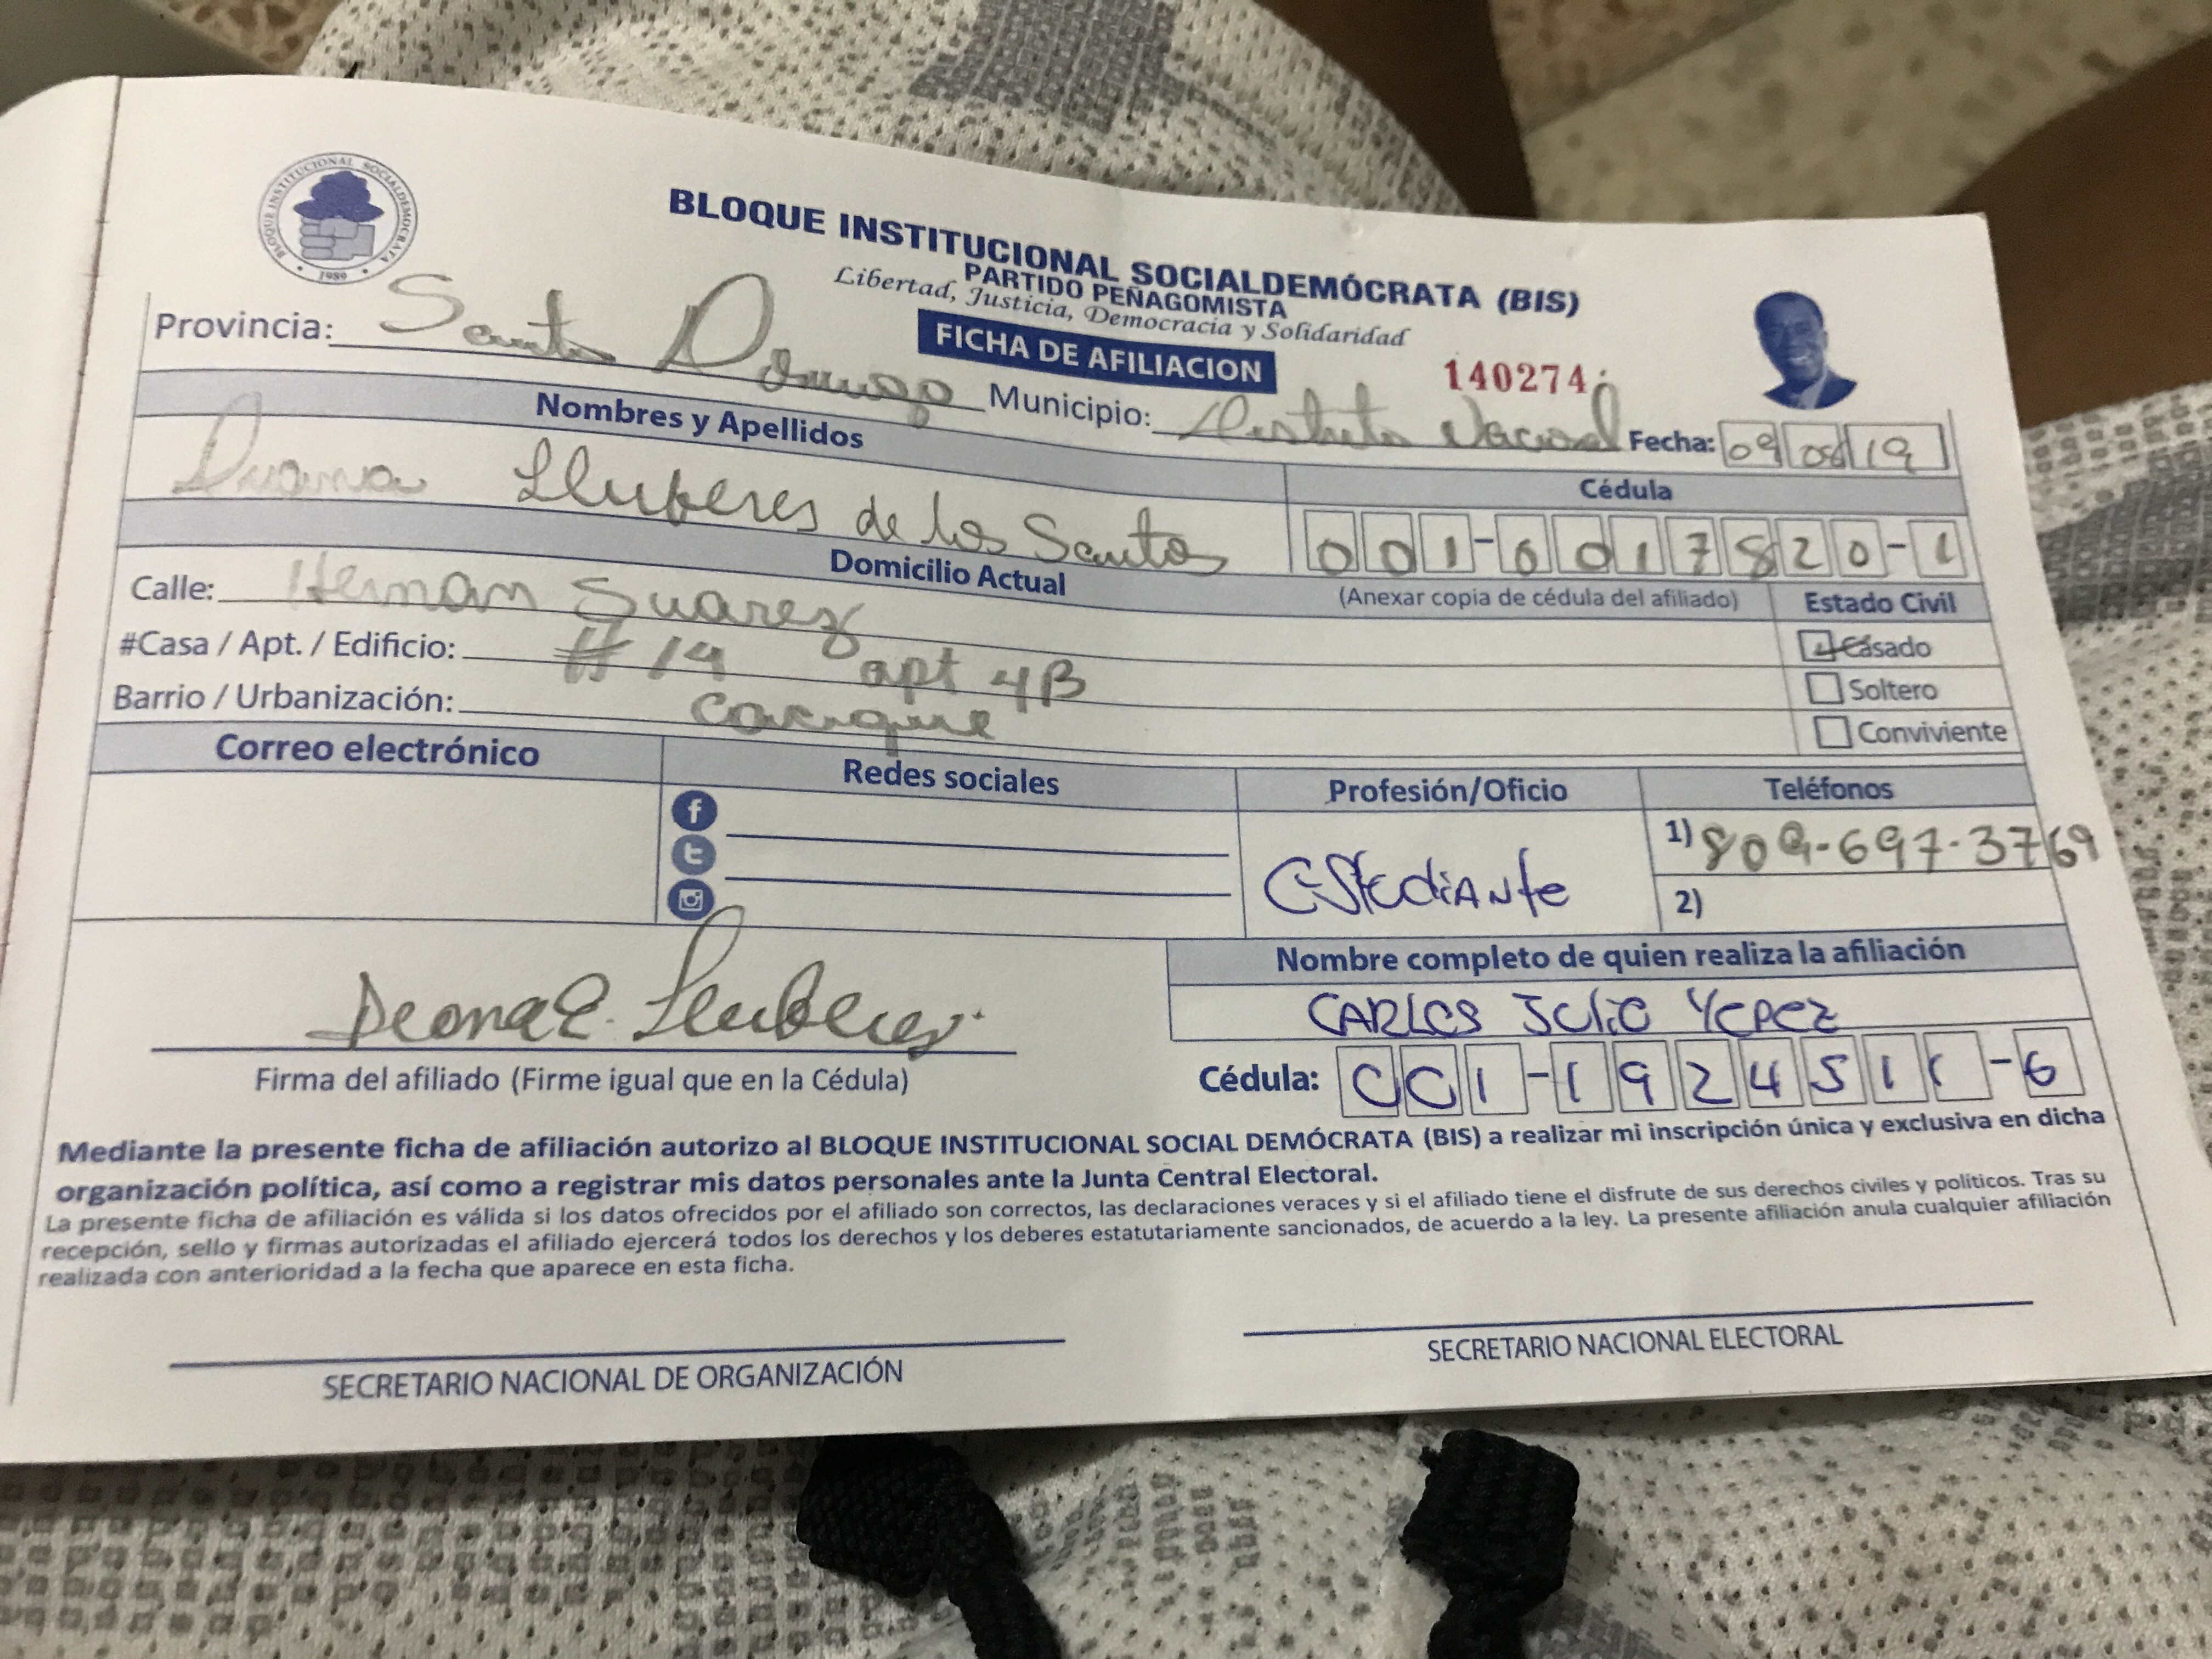 BLOQUE INSTITUCIONAL SOCIALDEMOCRATA
1989
BLOQUE INSTITUCIONAL SOCIALDEMÓCRATA (BIS)
PARTIDO PEÑAGOMISTA
Libertad, Justicia, Democracia y Solidaridad
FICHA DE AFILIACION
140274
Provincia: Santo Domingo Municipio: Distrito Nacional Fecha: 09 08 19
Nombres y Apellidos
Cédula
Lluberes de los Santos
001-0017820-1
(Anexar copia de cédula del afiliado)
Domicilio Actual
Estado Civil
Calle: Hernan Suarez
Casado
#Casa / Apt. / Edificio: #14 apt 4B
Soltero
Barrio / Urbanización: Cacique
Conviviente
Correo electrónico
Redes sociales
Profesión/Oficio
Teléfonos
Estudiante
1) 809-697-3769
2)
Nombre completo de quien realiza la afiliación
CARLOS Julio Yepez
Lluberes
Firma del afiliado (Firme igual que en la Cédula)
Cédula: 001-1924511-6
Mediante la presente ficha de afiliación autorizo al BLOQUE INSTITUCIONAL SOCIAL DEMÓCRATA (BIS) a realizar mi inscripción única y exclusiva en dicha
organización política, así como a registrar mis datos personales ante la Junta Central Electoral.
La presente ficha de afiliación es válida si los datos ofrecidos por el afiliado son correctos, las declaraciones veraces y si el afiliado tiene el disfrute de sus derechos civiles y políticos. Tras su
recepción, sello y firmas autorizadas el afiliado ejercerá todos los derechos y los deberes estatutariamente sancionados, de acuerdo a la ley. La presente afiliación anula cualquier afiliación
realizada con anterioridad a la fecha que aparece en esta ficha.
SECRETARIO NACIONAL DE ORGANIZACIÓN
SECRETARIO NACIONAL ELECTORAL